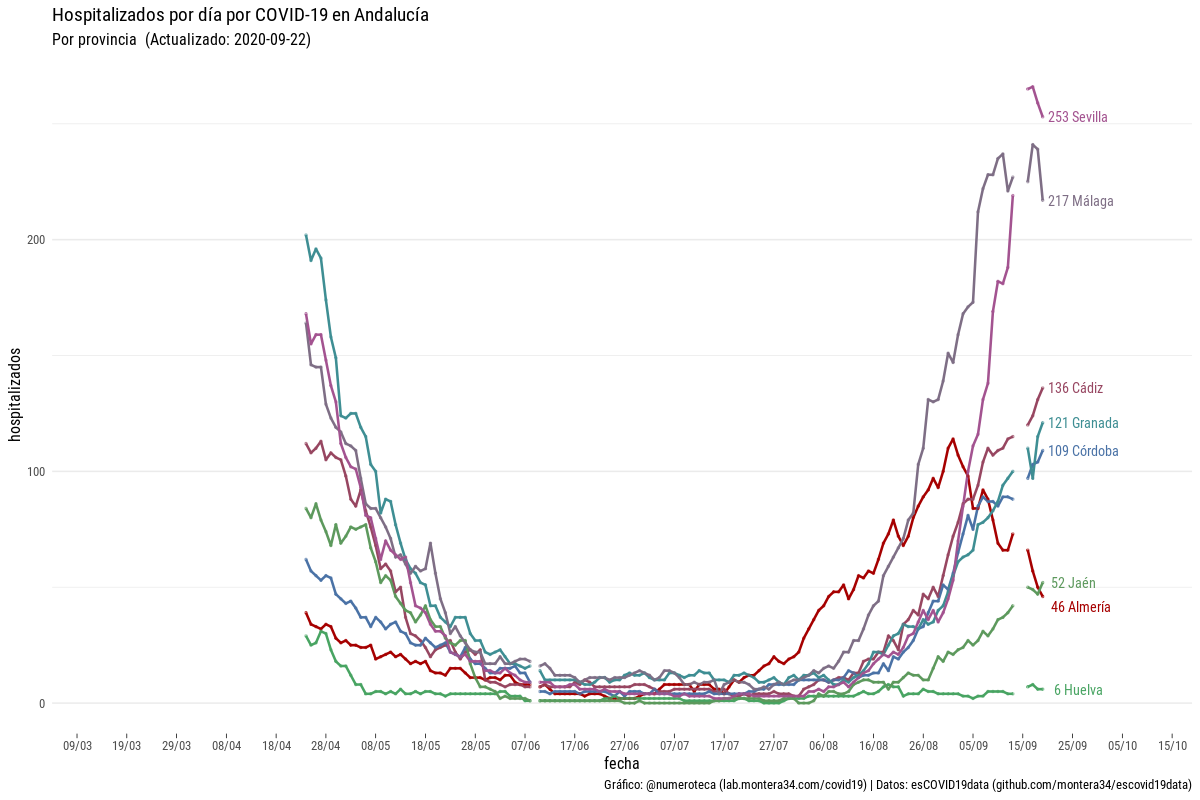 Hospitalizados por día por COVID-19 en Andalucía
Por provincia  (Actualizado: 2020-09-22)
253 Sevilla
217 Málaga
200
136 Cádiz
121 Granada
109 Córdoba
100
52 Jaén
46 Almería
6 Huelva
0
hospitalizados
09/03 19/03 29/03 08/04 18/04 28/04 08/05 18/05 28/05 07/06 17/06 27/06 07/07 17/07 27/07 06/08 16/08 26/08 05/09 15/09 25/09 05/10 15/10
fecha
Gráfico: @numeroteca (lab.montera34.com/covid19) | Datos: esCOVID19data (github.com/montera34/escovid19data)